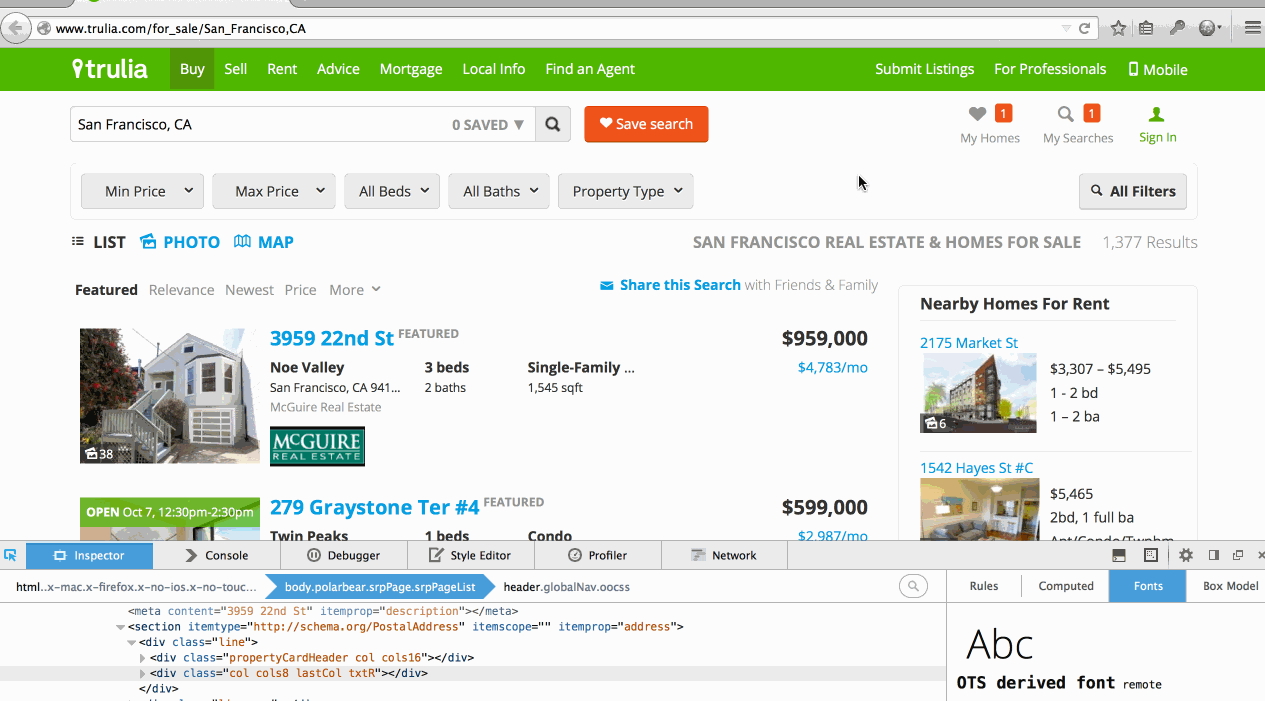 www.trulia.com/for_sale/San_Francisco,CA
trulia Buy Sell Rent Advice Mortgage Local Info Find an Agent Submit Listings For Professionals Mobile
San Francisco, CA 0 SAVED ▼ Save search 1 1
My Homes My Searches Sign In
Min Price Max Price All Beds All Baths Property Type All Filters
LIST PHOTO MAP SAN FRANCISCO REAL ESTATE & HOMES FOR SALE 1,377 Results
Featured Relevance Newest Price More Share this Search with Friends & Family
3959 22nd St FEATURED $959,000
Noe Valley 3 beds Single-Family ... $4,783/mo
San Francisco, CA 941... 2 baths 1,545 sqft
McGuire Real Estate
McGUIRE
REAL ESTATE
38
279 Graystone Ter #4 FEATURED $599,000
OPEN Oct 7, 12:30pm-2:30pm
Twin Peaks 1 beds Condo $2,987/mo
Nearby Homes For Rent
2175 Market St
$3,307 – $5,495
1 - 2 bd
1 – 2 ba
6
1542 Hayes St #C
$5,465
2bd, 1 full ba
Apt/Condo/Twnhm
Inspector Console Debugger Style Editor Profiler Network
html..x-mac.x-firefox.x-no-ios.x-no-touc... body.polarbear.srpPage.srpPageList header.globalNav.oocss Rules Computed Fonts Box Model
<meta content="3959 22nd St" itemprop="description"></meta>
<section itemtype="http://schema.org/PostalAddress" itemscope="" itemprop="address">
<div class="line">
<div class="propertyCardHeader col cols16"></div>
<div class="col cols8 lastCol txtR"></div>
</div>
Abc
OTS derived font remote